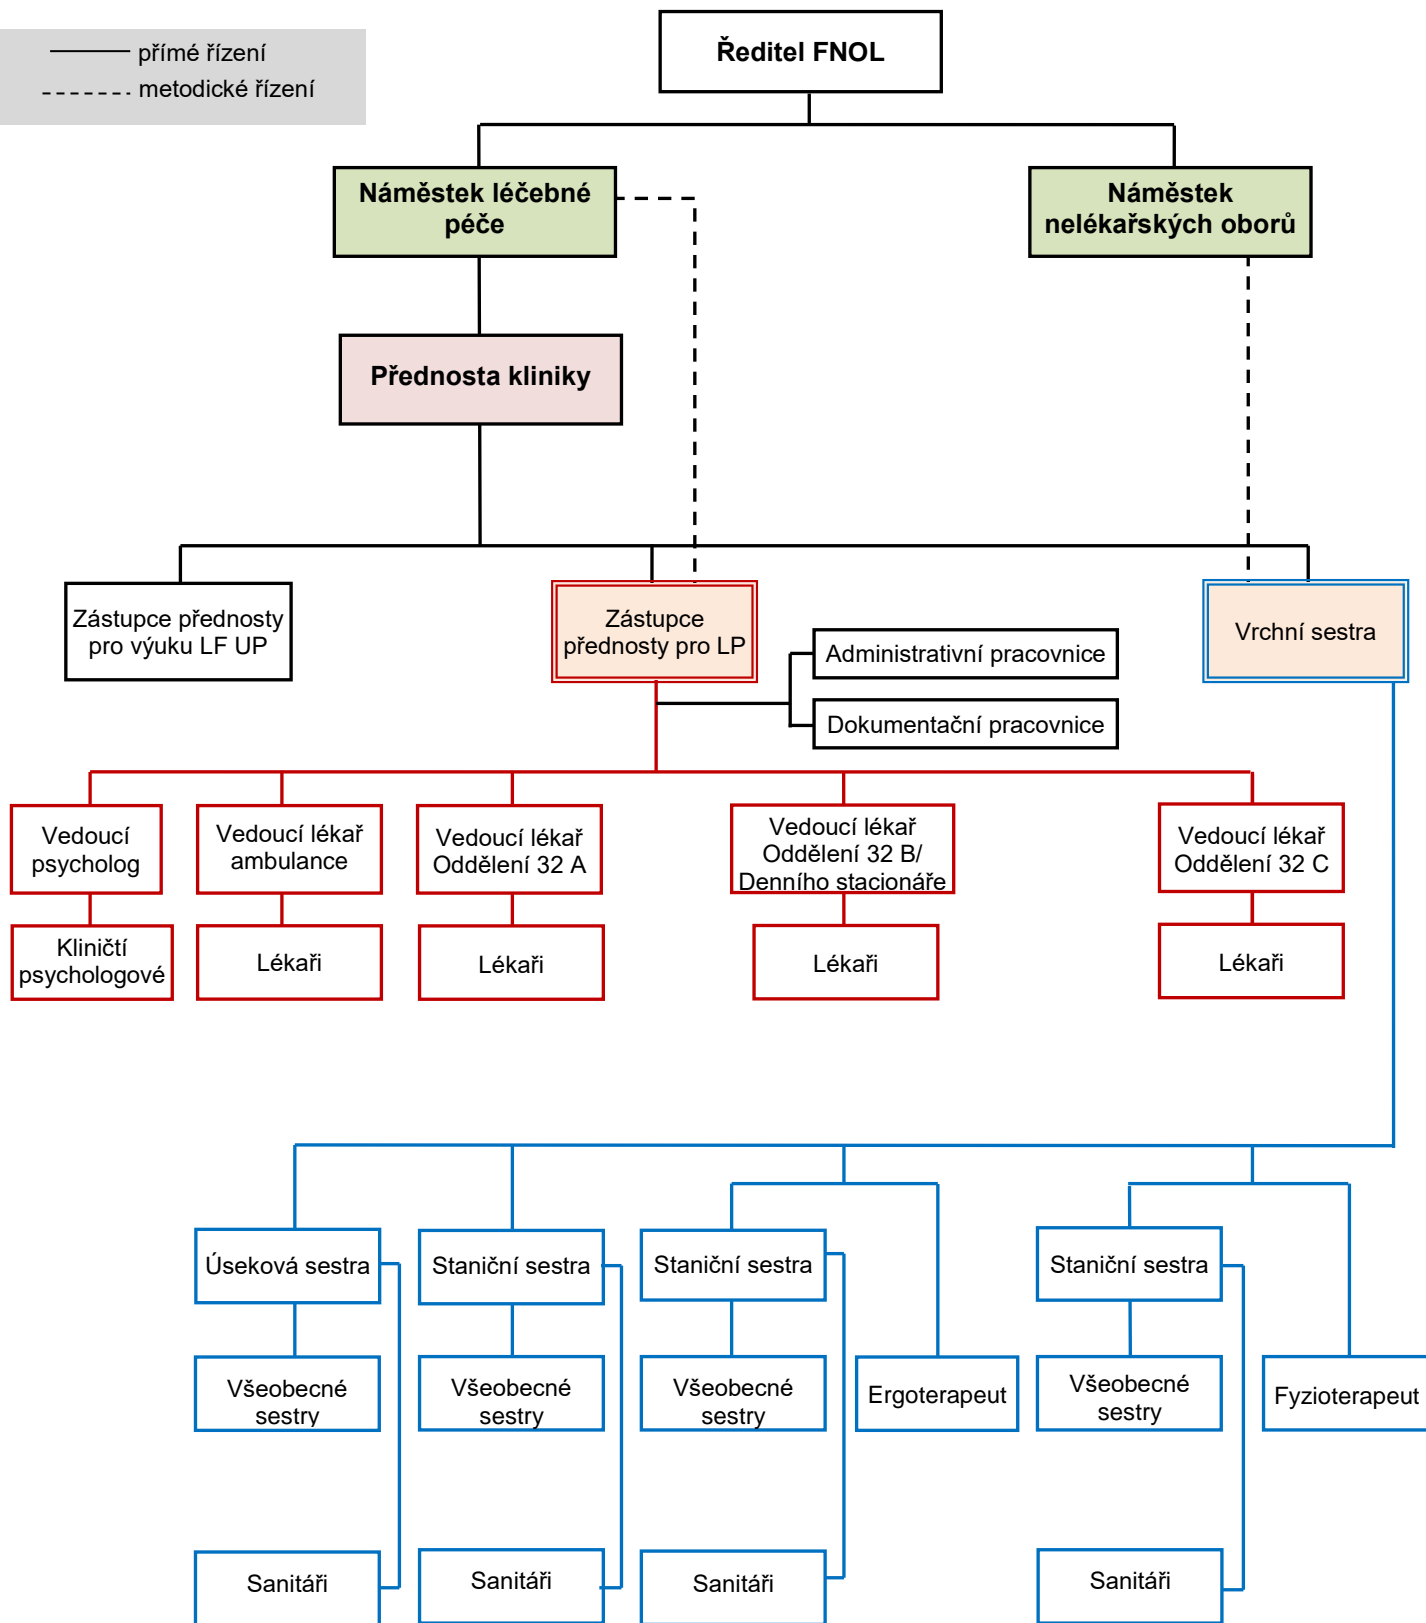 přímé řízení
metodické řízení
Ředitel FNOL
Náměstek léčebné
péče
Náměstek
nelékařských oborů
Přednosta kliniky
Zástupce přednosty
pro výuku LF UP
Zástupce
přednosty pro LP
Vrchní sestra
Administrativní pracovnice
Dokumentační pracovnice
Vedoucí
psycholog
Vedoucí lékař
ambulance
Vedoucí lékař
Oddělení 32 A
Vedoucí lékař
Oddělení 32 B/
Denního stacionáře
Vedoucí lékař
Oddělení 32 C
Kliničtí
psychologové
Lékaři
Lékaři
Lékaři
Lékaři
Úseková sestra
Staniční sestra
Staniční sestra
Staniční sestra
Všeobecné
sestry
Všeobecné
sestry
Všeobecné
sestry
Ergoterapeut
Všeobecné
sestry
Fyzioterapeut
Sanitáři
Sanitáři
Sanitáři
Sanitáři